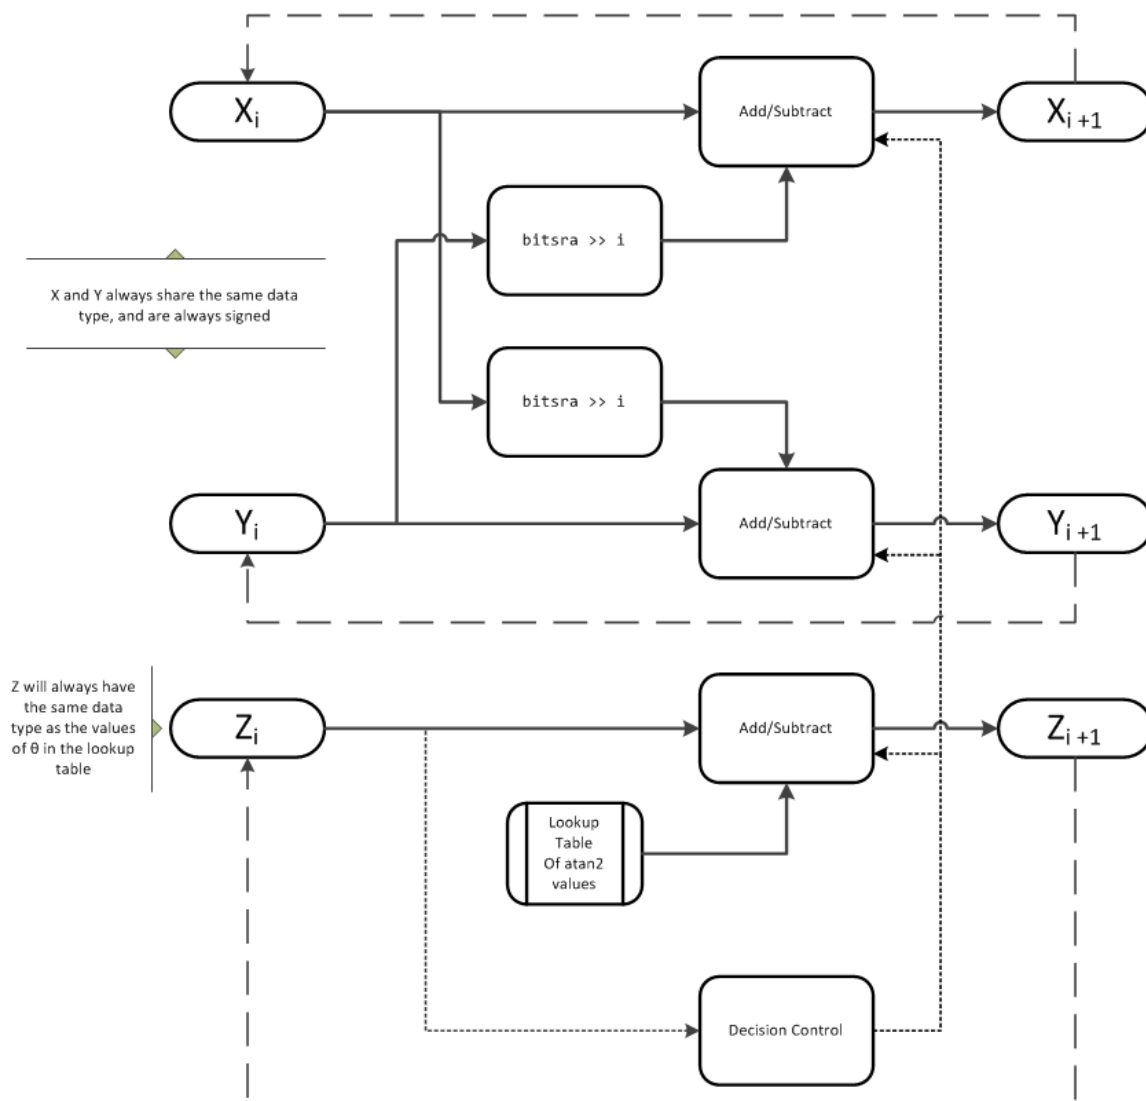 Xi
Add/Subtract
Xi+1
bitsra >> i
X and Y always share the same data
type, and are always signed
bitsra >> i
Yi
Add/Subtract
Yi+1
Z will always have
the same data
type as the values
of θ in the lookup
table
Zi
Add/Subtract
Zi+1
Lookup
Table
Of atan2
values
Decision Control